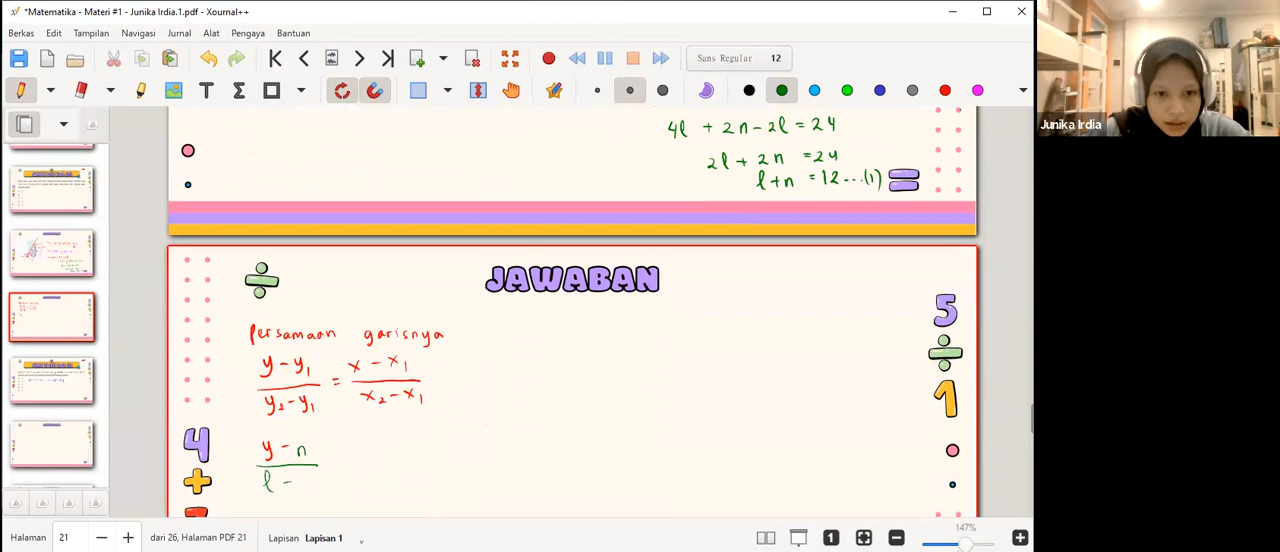 *Matematika - Materi #1 - Junika Irdia.1.pdf - Xournal++
Berkas Edit Tampilan Navigasi Jurnal Alat Pengaya Bantuan
Sans Regular 12
Junika Irdia
4l + 2n - 2l = 24
2l + 2n = 24
l + n = 12 ... (1)
JAWABAN
5
÷
1
Persamaan garisnya
y - y₁ / y₂ - y₁ = x - x₁ / x₂ - x₁
4
+
y - n
l -
147%
Halaman 21 dari 26, Halaman PDF 21 Lapisan Lapisan 1
1